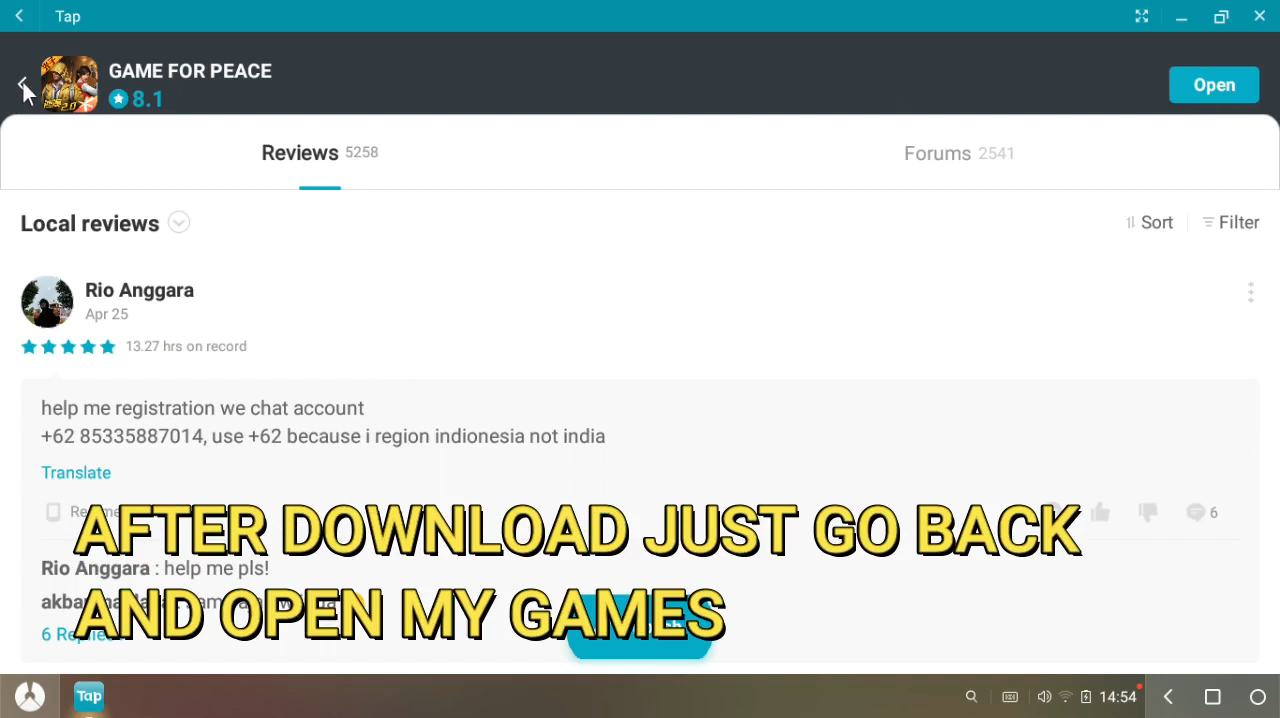 Tap
GAME FOR PEACE
8.1
Open
Reviews 5258
Forums 2541
Local reviews
Sort
Filter
Rio Anggara
Apr 25
13.27 hrs on record
help me registration we chat account
+62 85335887014, use +62 because i region indionesia not india
Translate
6
AFTER DOWNLOAD JUST GO BACK
Rio Anggara : help me pls!
AND OPEN MY GAMES
Tap
14:54